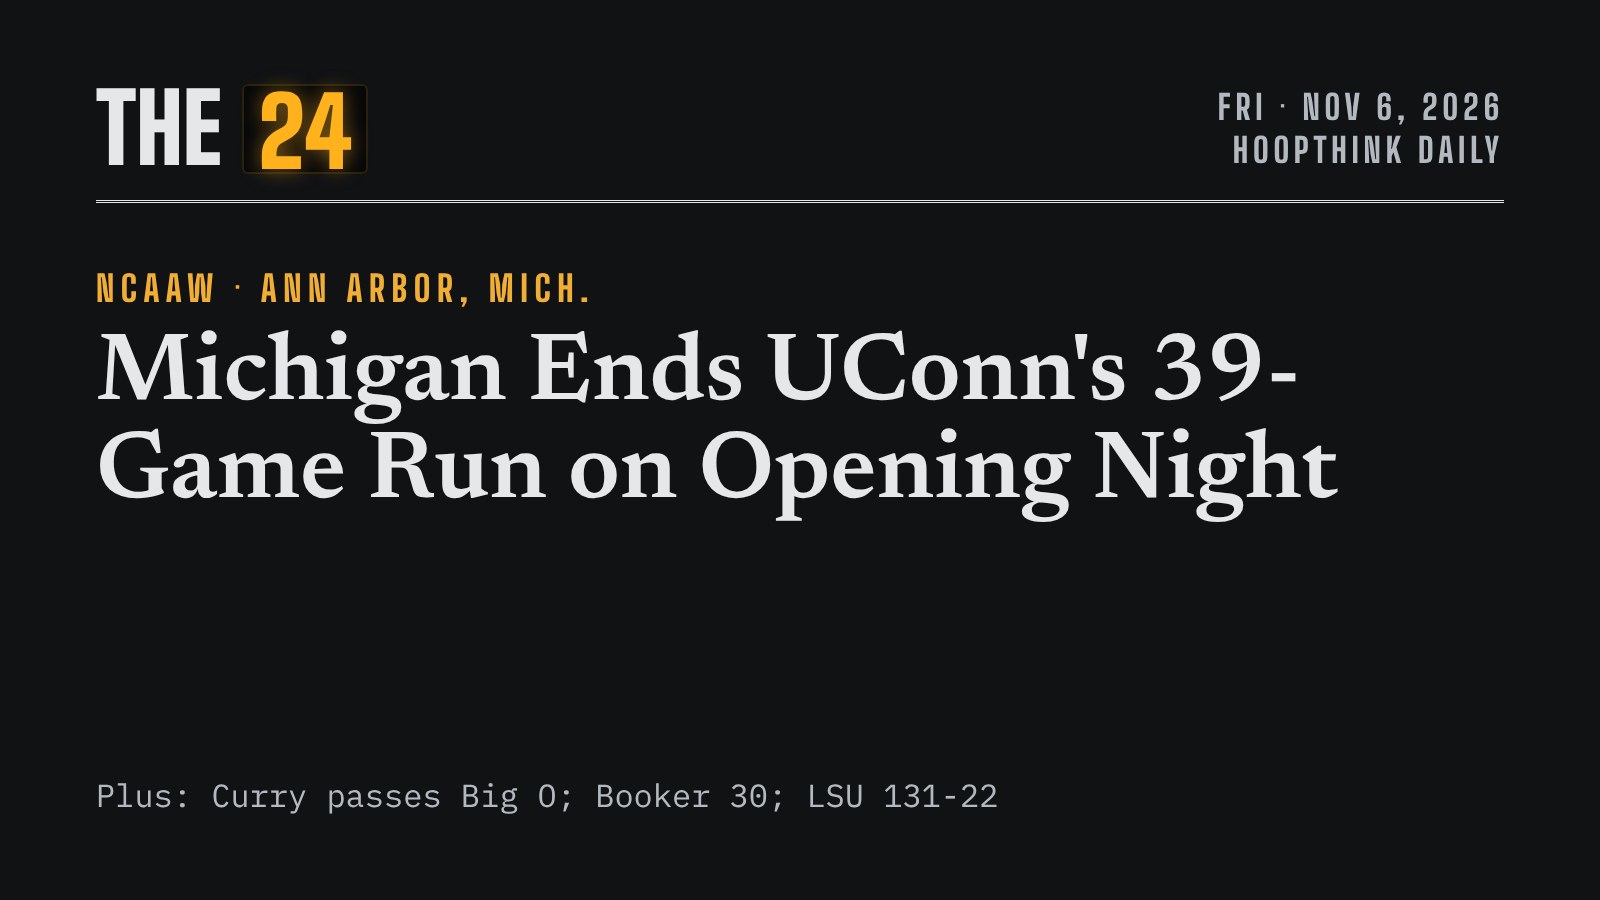 THE 24
FRI · NOV 6, 2026
HOOPTHINK DAILY
NCAAW · ANN ARBOR, MICH.
Michigan Ends UConn's 39-
Game Run on Opening Night
Plus: Curry passes Big O; Booker 30; LSU 131-22